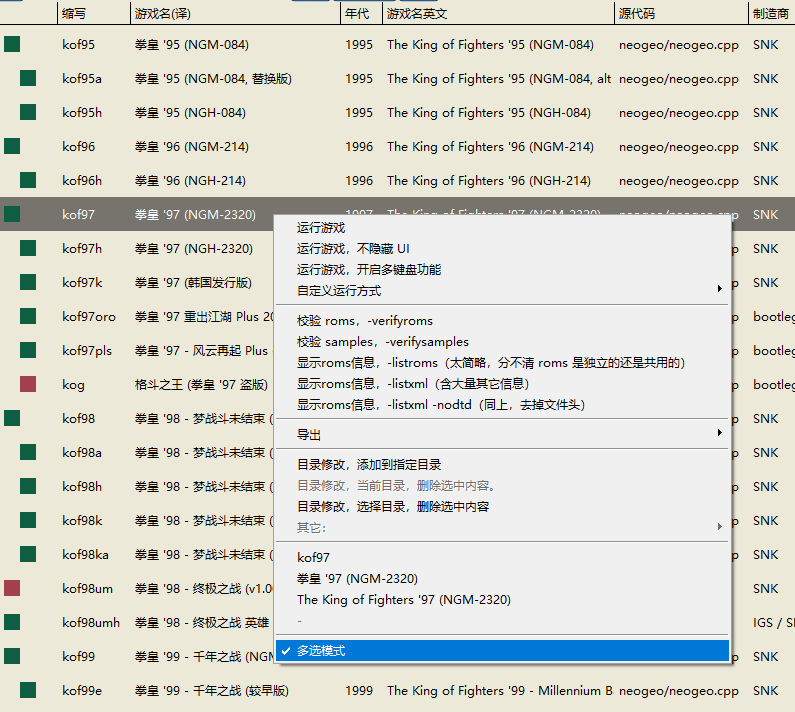 缩写 游戏名(译) 年代 游戏名英文 源代码 制造商
kof95 拳皇 '95 (NGM-084) 1995 The King of Fighters '95 (NGM-084) neogeo/neogeo.cpp SNK
kof95a 拳皇 '95 (NGM-084, 替换版) 1995 The King of Fighters '95 (NGM-084, alt neogeo/neogeo.cpp SNK
kof95h 拳皇 '95 (NGH-084) 1995 The King of Fighters '95 (NGH-084) neogeo/neogeo.cpp SNK
kof96 拳皇 '96 (NGM-214) 1996 The King of Fighters '96 (NGM-214) neogeo/neogeo.cpp SNK
kof96h 拳皇 '96 (NGH-214) 1996 The King of Fighters '96 (NGH-214) neogeo/neogeo.cpp SNK
kof97 拳皇 '97 (NGM-2320) 1997 The King of Fighters '97 (NGM-2320) neogeo/neogeo.cpp SNK
kof97h 拳皇 '97 (NGH-2320) SNK
kof97k 拳皇 '97 (韩国发行版) SNK
kof97oro 拳皇 '97 重出江湖 Plus 20 bootleg
kof97pls 拳皇 '97 - 风云再起 Plus bootleg
kog 格斗之王 (拳皇 '97 盗版) bootleg
kof98 拳皇 '98 - 梦战斗未结束 ( SNK
kof98a 拳皇 '98 - 梦战斗未结束 ( SNK
kof98h 拳皇 '98 - 梦战斗未结束 ( SNK
kof98k 拳皇 '98 - 梦战斗未结束 ( SNK
kof98ka 拳皇 '98 - 梦战斗未结束 ( SNK
kof98um 拳皇 '98 - 终极之战 (v1.0 SNK
kof98umh 拳皇 '98 - 终极之战 英雄 IGS / S
kof99 拳皇 '99 - 千年之战 (NGM SNK
kof99e 拳皇 '99 - 千年之战 (较早版) 1999 The King of Fighters '99 - Millennium B neogeo/neogeo.cpp SNK
运行游戏
运行游戏，不隐藏 UI
运行游戏，开启多键盘功能
自定义运行方式
校验 roms，-verifyroms
校验 samples，-verifysamples
显示roms信息，-listroms（太简略，分不清 roms 是独立的还是共用的）
显示roms信息，-listxml（含大量其它信息）
显示roms信息，-listxml -nodtd（同上，去掉文件头）
导出
目录修改，添加到指定目录
目录修改，当前目录，删除选中内容。
目录修改，选择目录，删除选中内容
其它：
kof97
拳皇 '97 (NGM-2320)
The King of Fighters '97 (NGM-2320)
-
多选模式